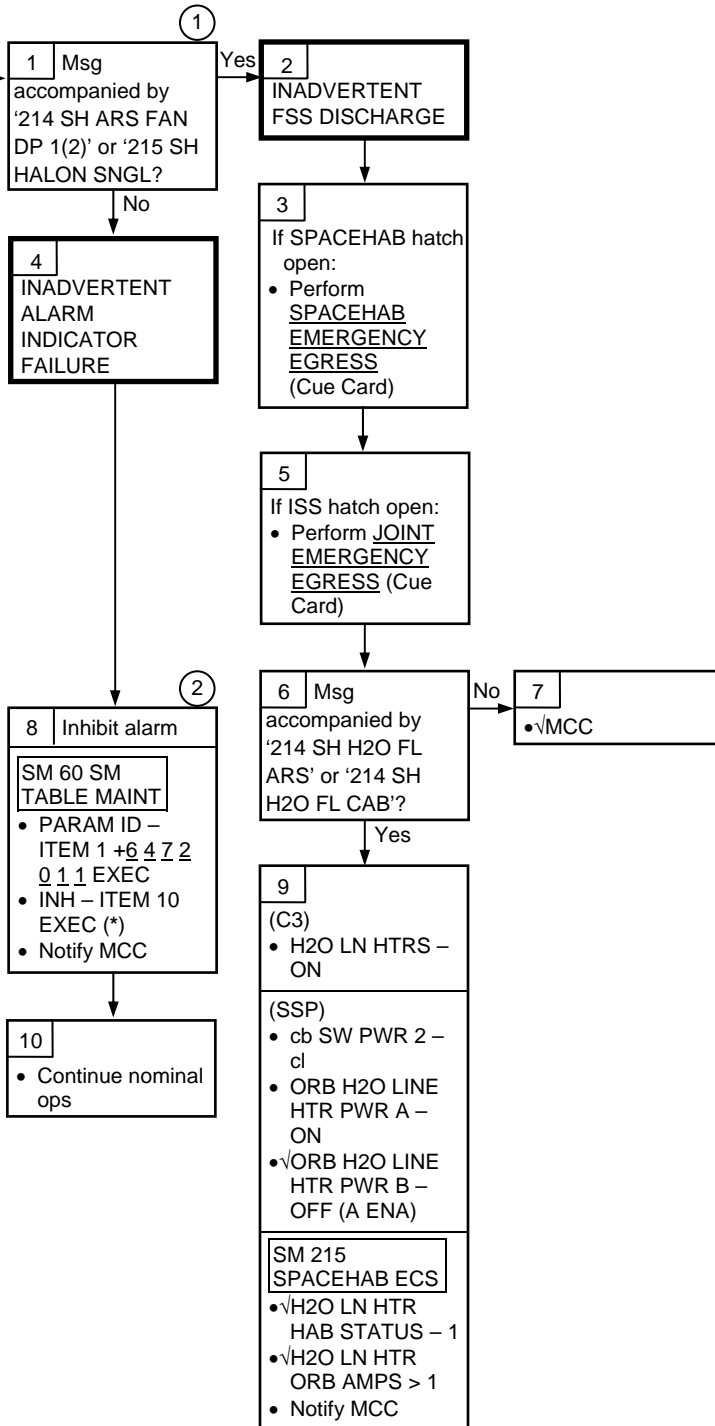 1
1 Msg
accompanied by
'214 SH ARS FAN
DP 1(2)' or '215 SH
HALON SNGL?
Yes
No
2
INADVERTENT
FSS DISCHARGE
3
If SPACEHAB hatch
open:
• Perform
SPACEHAB
EMERGENCY
EGRESS
(Cue Card)
4
INADVERTENT
ALARM
INDICATOR
FAILURE
5
If ISS hatch open:
• Perform JOINT
EMERGENCY
EGRESS (Cue
Card)
6 Msg
accompanied by
'214 SH H2O FL
ARS' or '214 SH
H2O FL CAB'?
No
Yes
7
•√MCC
2
8 Inhibit alarm
SM 60 SM
TABLE MAINT
• PARAM ID –
ITEM 1 +6 4 7 2
0 1 1 EXEC
• INH – ITEM 10
EXEC (*)
• Notify MCC
9
(C3)
• H2O LN HTRS –
ON
(SSP)
• cb SW PWR 2 –
cl
• ORB H2O LINE
HTR PWR A –
ON
•√ORB H2O LINE
HTR PWR B –
OFF (A ENA)
SM 215
SPACEHAB ECS
•√H2O LN HTR
HAB STATUS – 1
•√H2O LN HTR
ORB AMPS > 1
• Notify MCC
10
• Continue nominal
ops